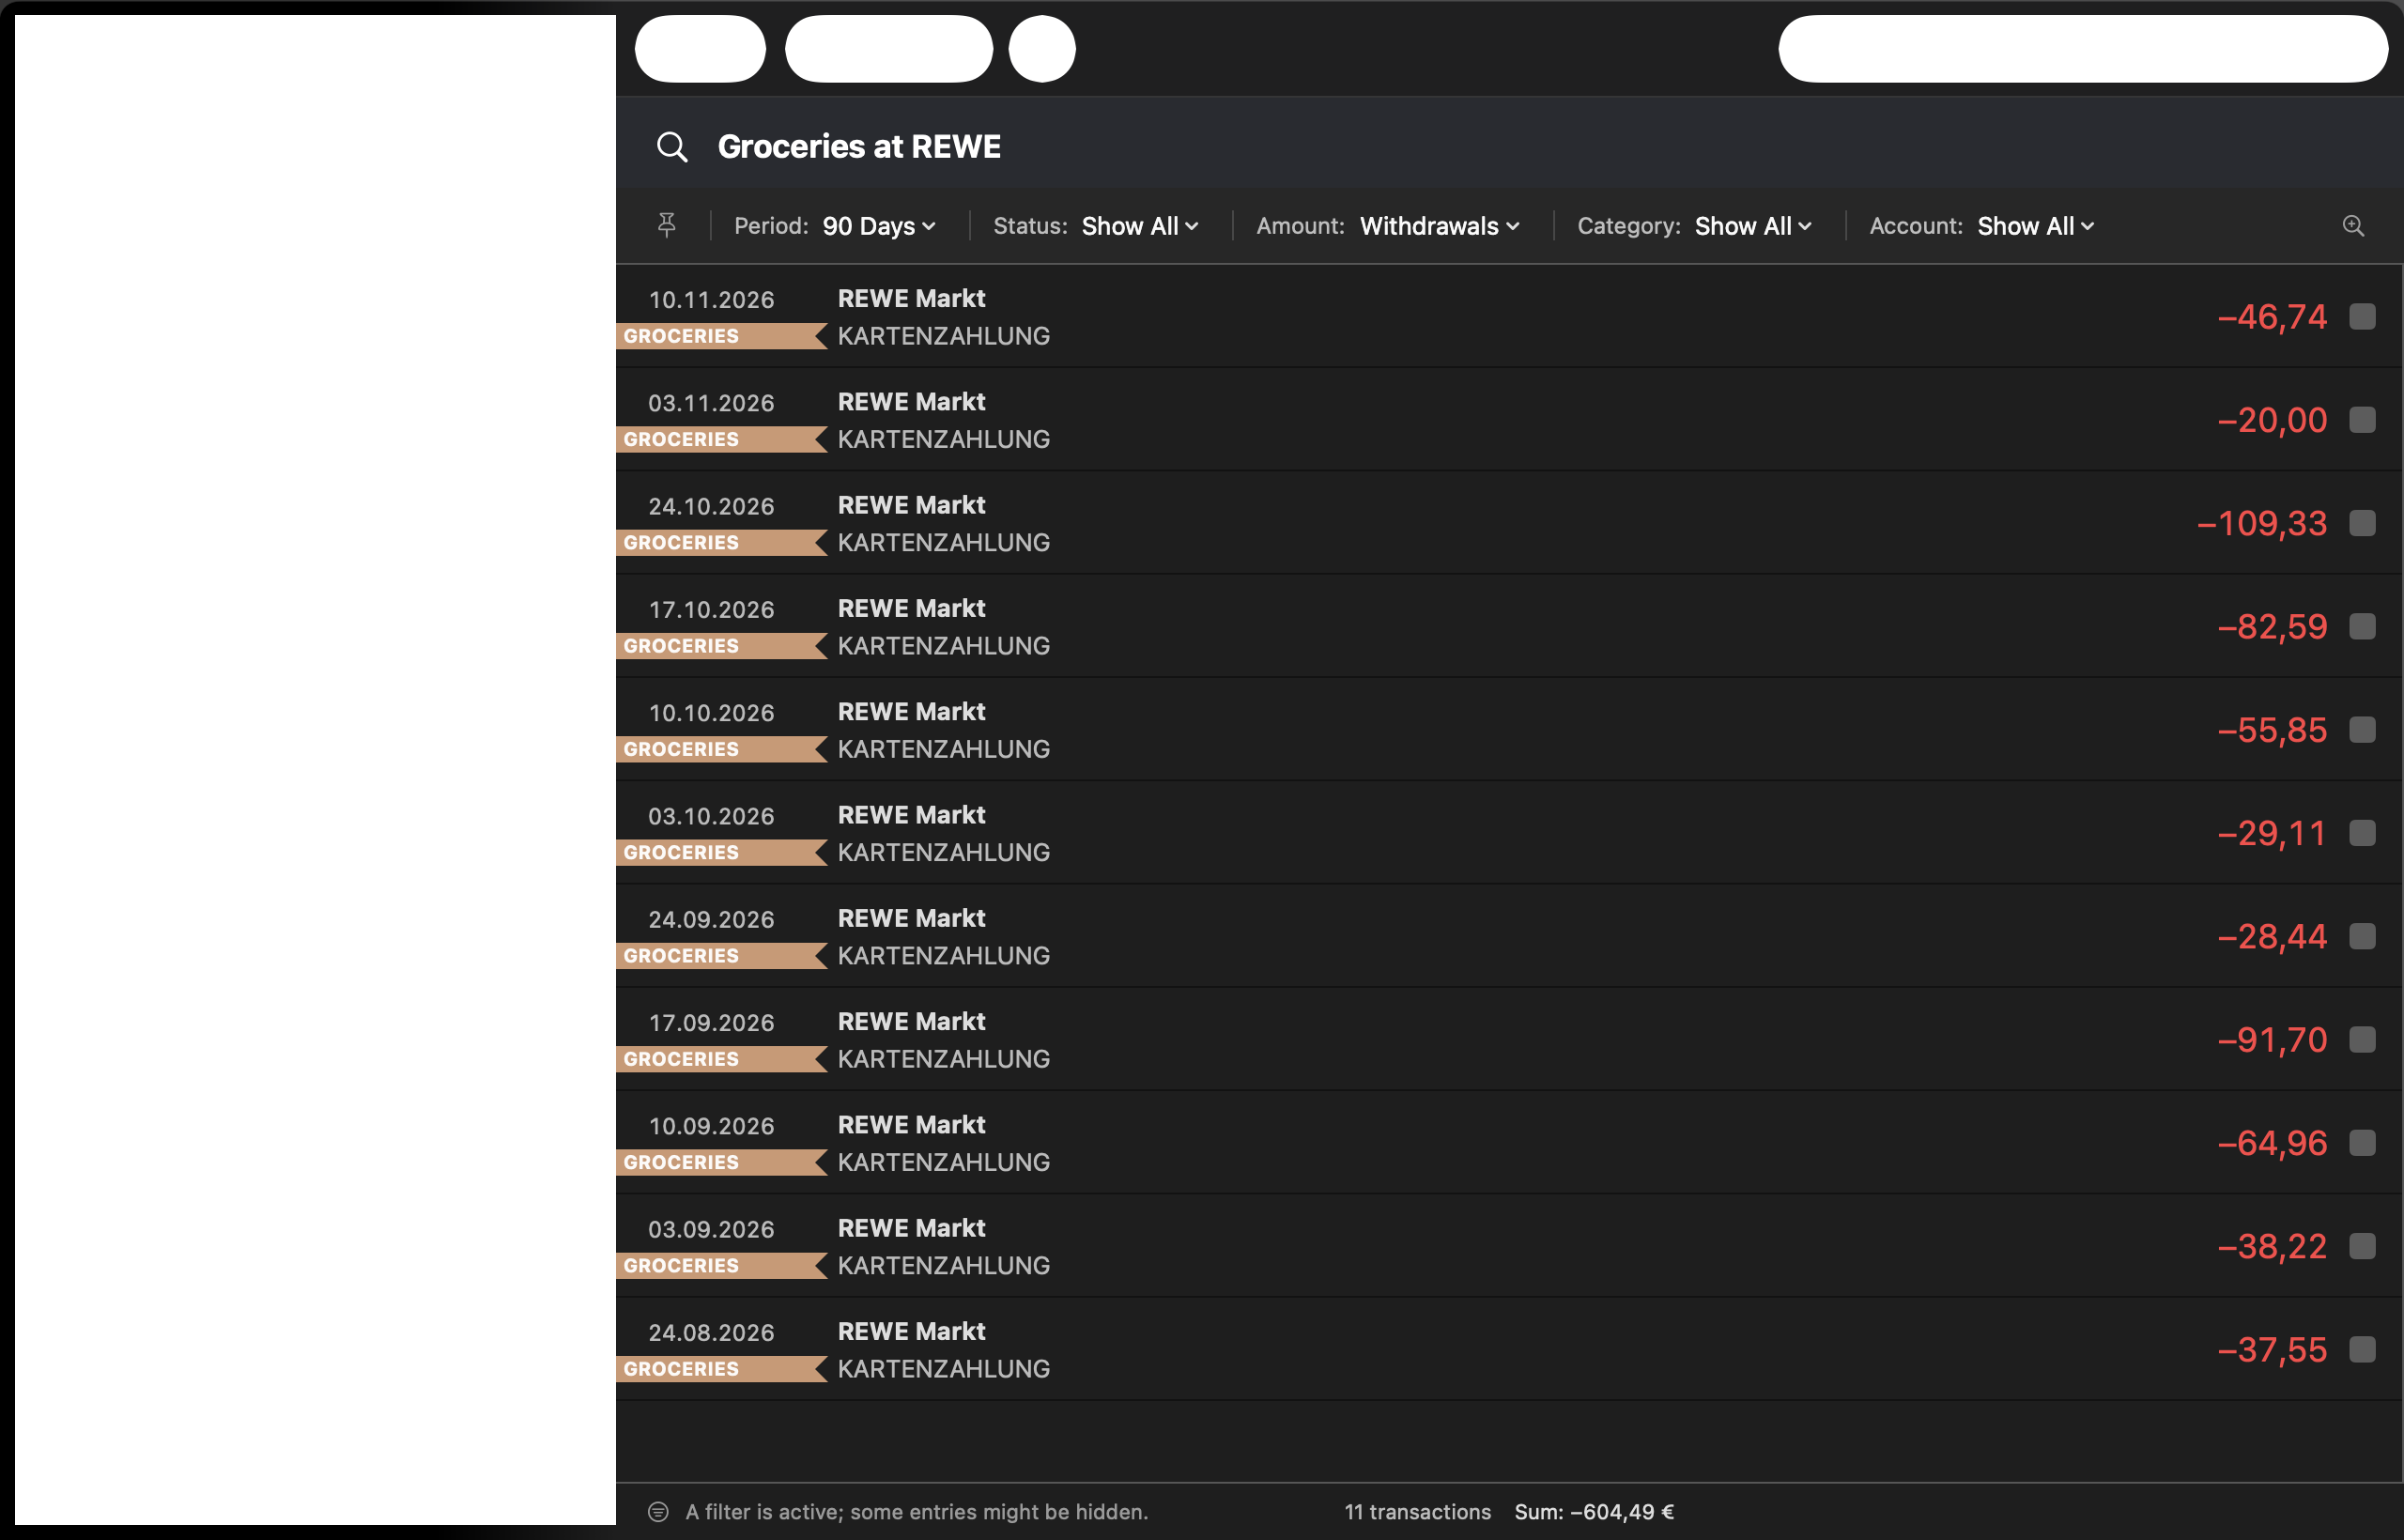 Groceries at REWE
Period: 90 Days Status: Show All Amount: Withdrawals Category: Show All Account: Show All
10.11.2026 REWE Markt
GROCERIES KARTENZAHLUNG –46,74
03.11.2026 REWE Markt
GROCERIES KARTENZAHLUNG –20,00
24.10.2026 REWE Markt
GROCERIES KARTENZAHLUNG –109,33
17.10.2026 REWE Markt
GROCERIES KARTENZAHLUNG –82,59
10.10.2026 REWE Markt
GROCERIES KARTENZAHLUNG –55,85
03.10.2026 REWE Markt
GROCERIES KARTENZAHLUNG –29,11
24.09.2026 REWE Markt
GROCERIES KARTENZAHLUNG –28,44
17.09.2026 REWE Markt
GROCERIES KARTENZAHLUNG –91,70
10.09.2026 REWE Markt
GROCERIES KARTENZAHLUNG –64,96
03.09.2026 REWE Markt
GROCERIES KARTENZAHLUNG –38,22
24.08.2026 REWE Markt
GROCERIES KARTENZAHLUNG –37,55
A filter is active; some entries might be hidden. 11 transactions Sum: –604,49 €